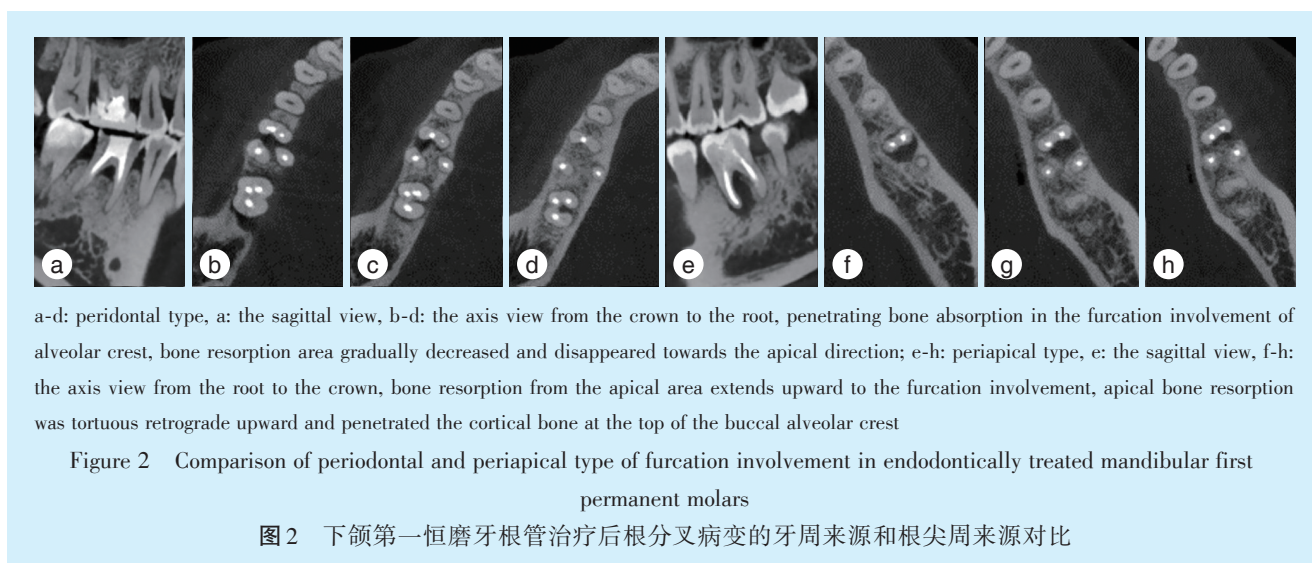 a b c d e f g h
a-d: peridontal type, a: the sagittal view, b-d: the axis view from the crown to the root, penetrating bone absorption in the furcation involvement of
alveolar crest, bone resorption area gradually decreased and disappeared towards the apical direction; e-h: periapical type, e: the sagittal view, f-h:
the axis view from the root to the crown, bone resorption from the apical area extends upward to the furcation involvement, apical bone resorption
was tortuous retrograde upward and penetrated the cortical bone at the top of the buccal alveolar crest
Figure 2 Comparison of periodontal and periapical type of furcation involvement in endodontically treated mandibular first
permanent molars
图2 下颌第一恒磨牙根管治疗后根分叉病变的牙周来源和根尖周来源对比